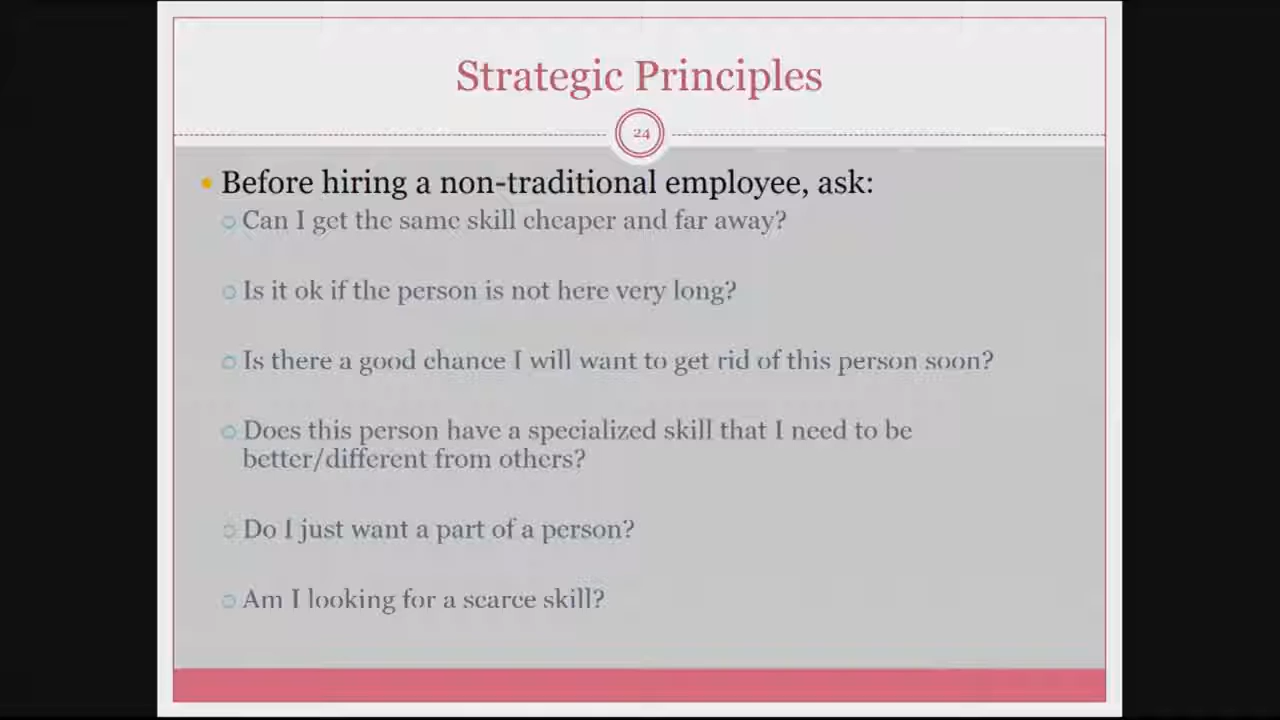 Strategic Principles
24
Before hiring a non-traditional employee, ask:
Can I get the same skill cheaper and far away?
Is it ok if the person is not here very long?
Is there a good chance I will want to get rid of this person soon?
Does this person have a specialized skill that I need to be
better/different from others?
Do I just want a part of a person?
Am I looking for a scarce skill?